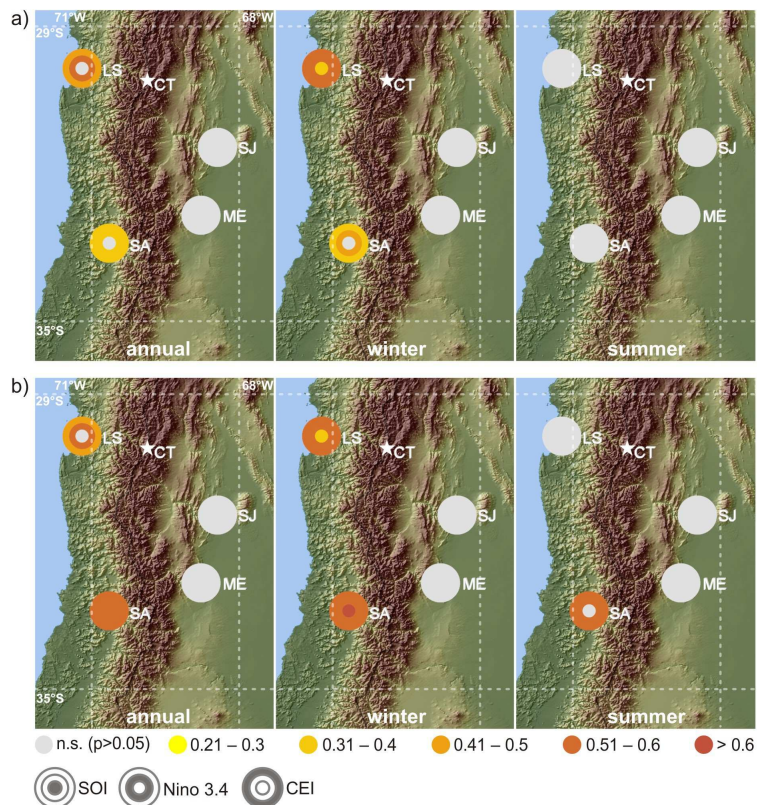 a)
71°W 68°W
29°S
LS
CT
SJ
ME
SA
35°S
annual
LS
CT
SJ
ME
SA
winter
LS
CT
SJ
ME
SA
summer
b)
71°W 68°W
29°S
LS
CT
SJ
ME
SA
35°S
annual
LS
CT
SJ
ME
SA
winter
LS
CT
SJ
ME
SA
summer
n.s. (p>0.05) 0.21 – 0.3 0.31 – 0.4 0.41 – 0.5 0.51 – 0.6 > 0.6
SOI Nino 3.4 CEI